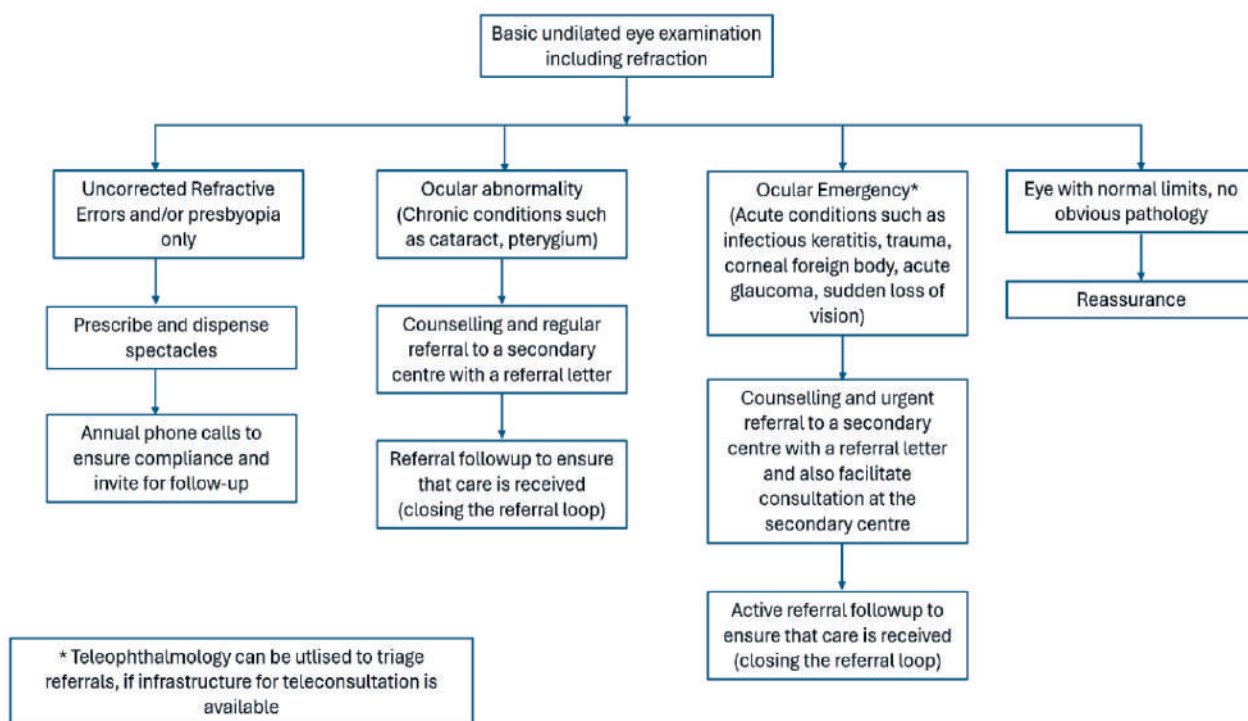 Basic undilated eye examination
including refraction
Uncorrected Refractive
Errors and/or presbyopia
only
Prescribe and dispense
spectacles
Annual phone calls to
ensure compliance and
invite for follow-up
Ocular abnormality
(Chronic conditions such
as cataract, pterygium)
Counselling and regular
referral to a secondary
centre with a referral letter
Referral followup to ensure
that care is received
(closing the referral loop)
Ocular Emergency*
(Acute conditions such as
infectious keratitis, trauma,
corneal foreign body, acute
glaucoma, sudden loss of
vision)
Counselling and urgent
referral to a secondary
centre with a referral letter
and also facilitate
consultation at the
secondary centre
Active referral followup to
ensure that care is received
(closing the referral loop)
Eye with normal limits, no
obvious pathology
Reassurance
* Teleophthalmology can be utlised to triage
referrals, if infrastructure for teleconsultation is
available